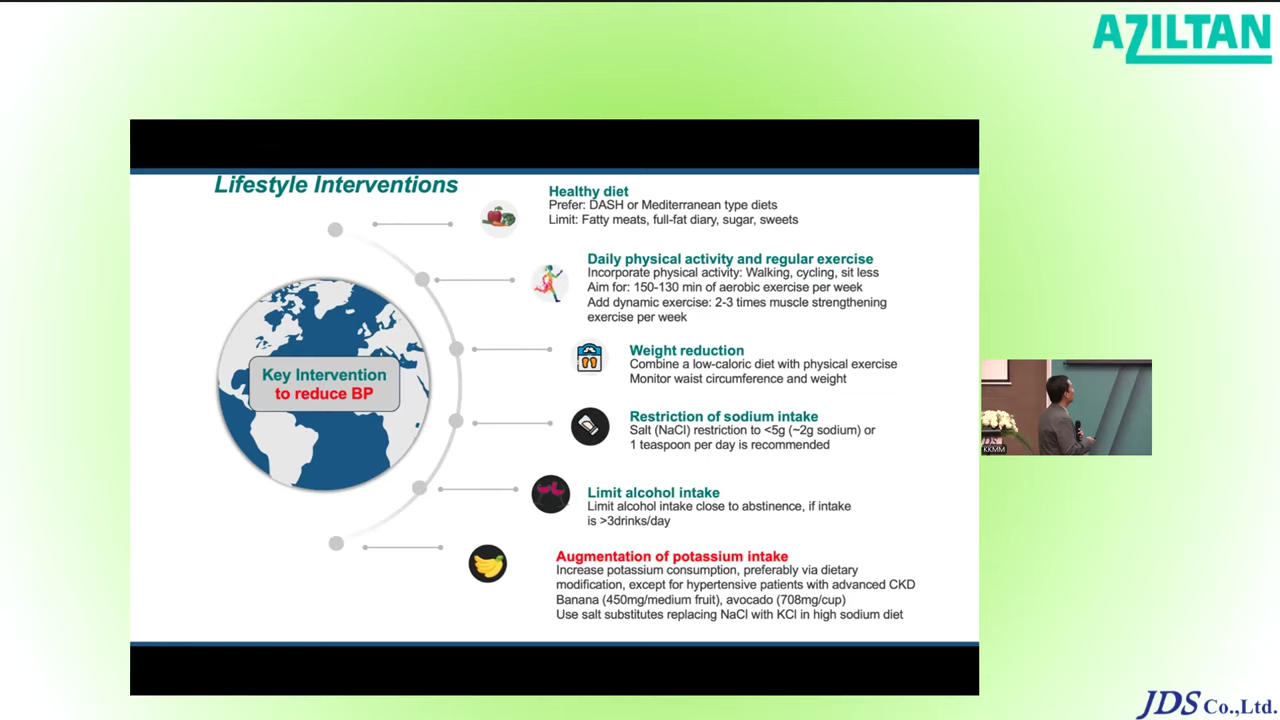 AZILTAN
Lifestyle Interventions
Healthy diet
Prefer: DASH or Mediterranean type diets
Limit: Fatty meats, full-fat diary, sugar, sweets
Daily physical activity and regular exercise
Incorporate physical activity: Walking, cycling, sit less
Aim for: 150-130 min of aerobic exercise per week
Add dynamic exercise: 2-3 times muscle strengthening
exercise per week
Key Intervention
to reduce BP
Weight reduction
Combine a low-caloric diet with physical exercise
Monitor waist circumference and weight
Restriction of sodium intake
Salt (NaCl) restriction to <5g (~2g sodium) or
1 teaspoon per day is recommended
Limit alcohol intake
Limit alcohol intake close to abstinence, if intake
is >3drinks/day
Augmentation of potassium intake
Increase potassium consumption, preferably via dietary
modification, except for hypertensive patients with advanced CKD
Banana (450mg/medium fruit), avocado (708mg/cup)
Use salt substitutes replacing NaCl with KCl in high sodium diet
KKMM
JDS Co.,Ltd.